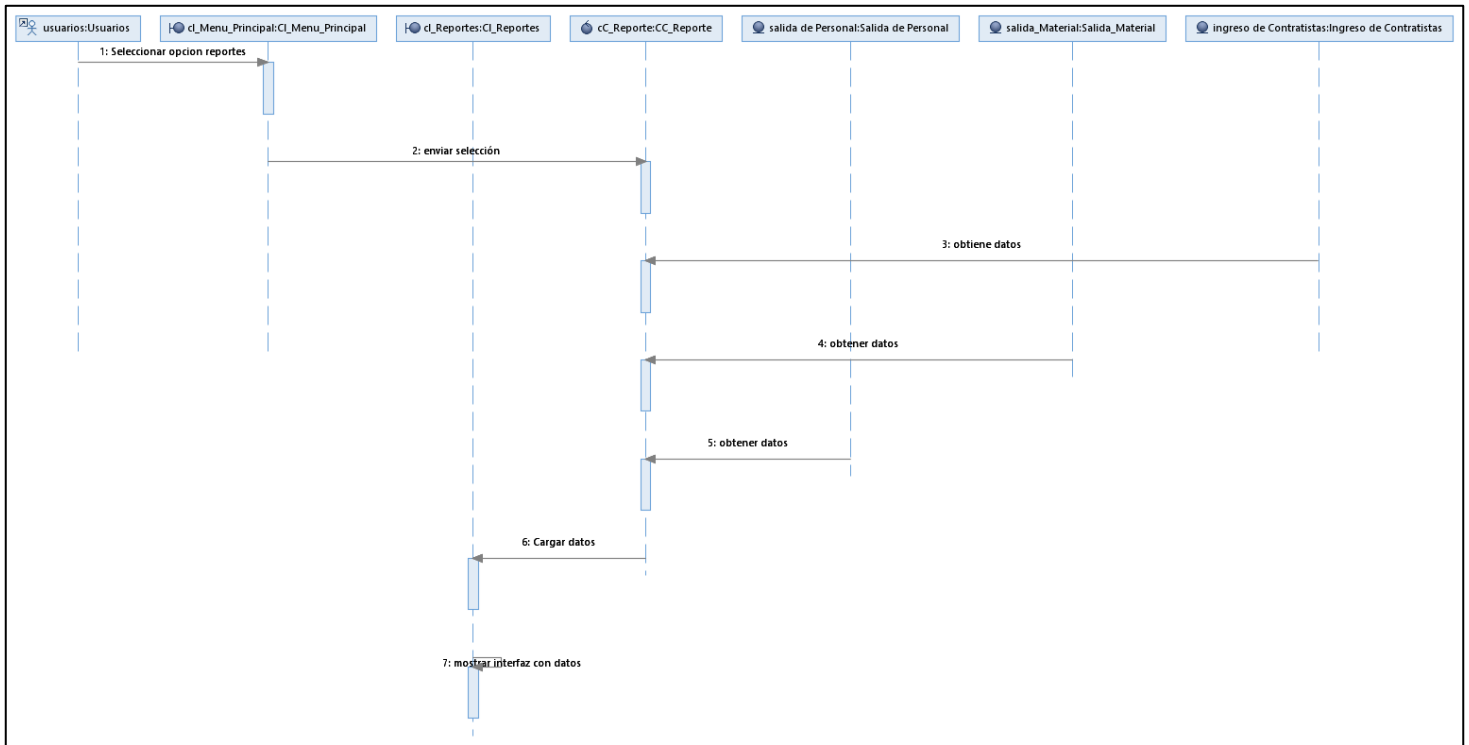 usuarios:Usuarios
cl_Menu_Principal:Cl_Menu_Principal
cl_Reportes:Cl_Reportes
cC_Reporte:CC_Reporte
salida de Personal:Salida de Personal
salida_Material:Salida_Material
ingreso de Contratistas:Ingreso de Contratistas
1: Seleccionar opcion reportes
2: enviar selección
3: obtiene datos
4: obtener datos
5: obtener datos
6: Cargar datos
7: mostrar interfaz con datos